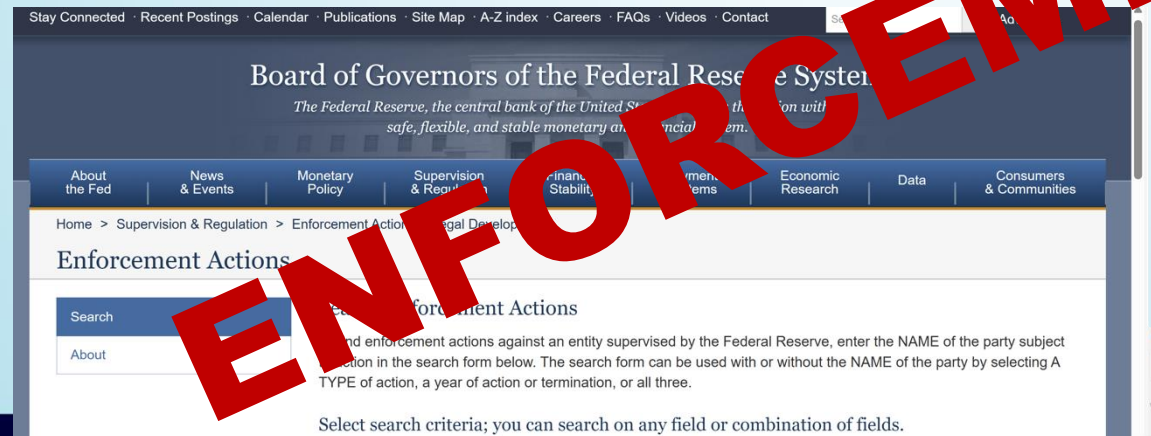 Stay Connected · Recent Postings · Calendar · Publications · Site Map · A-Z index · Careers · FAQs · Videos · Contact
Board of Governors of the Federal Reserve System
The Federal Reserve, the central bank of the United
safe, flexible, and stable monetary
About the Fed
News & Events
Monetary Policy
Supervision & Regulation
Stability
Economic Research
Data
Consumers & Communities
Home > Supervision & Regulation > Enforcement Action
Enforcement Actions
ENFORCEM
Search
About
Actions
enforcement actions against an entity supervised by the Federal Reserve, enter the NAME of the party subject
in the search form below. The search form can be used with or without the NAME of the party by selecting A
TYPE of action, a year of action or termination, or all three.
Select search criteria; you can search on any field or combination of fields.